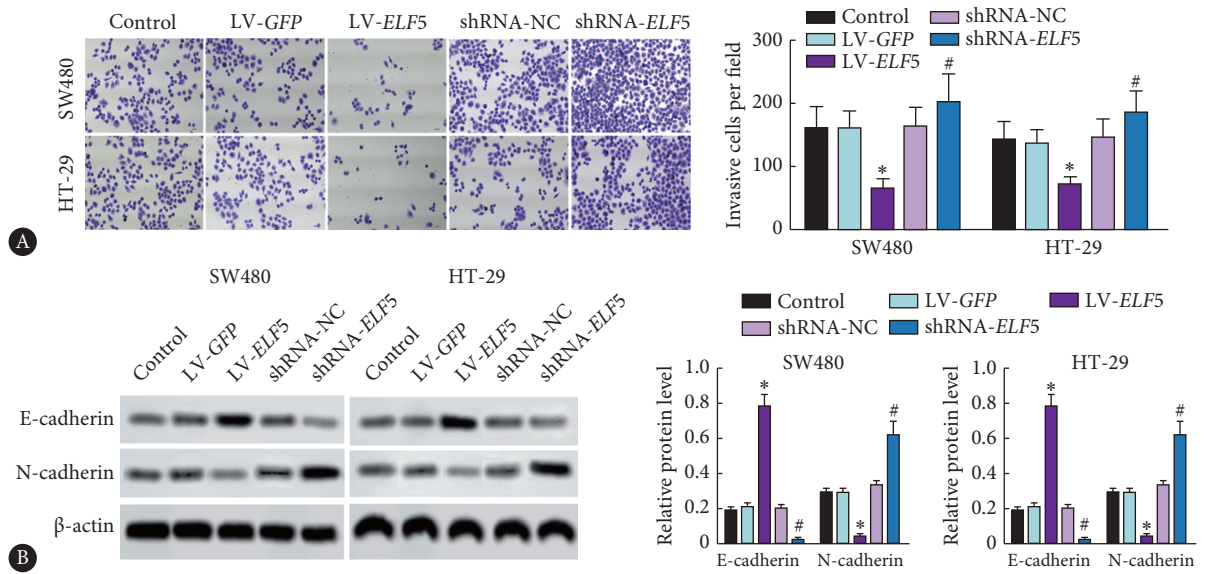 Control LV-GFP LV-ELF5 shRNA-NC shRNA-ELF5
SW480
HT-29
A
Control
LV-GFP
LV-ELF5
shRNA-NC
shRNA-ELF5
Invasive cells per field
300
200
100
0
*
#
*
#
SW480 HT-29
SW480 HT-29
Control LV-GFP LV-ELF5 shRNA-NC shRNA-ELF5
Control LV-GFP LV-ELF5 shRNA-NC shRNA-ELF5
E-cadherin
N-cadherin
β-actin
B
Control LV-GFP LV-ELF5
shRNA-NC shRNA-ELF5
SW480
Relative protein level
1.0
0.8
0.6
0.4
0.2
0
*
#
*
#
E-cadherin N-cadherin
HT-29
Relative protein level
1.0
0.8
0.6
0.4
0.2
0
*
#
*
#
E-cadherin N-cadherin